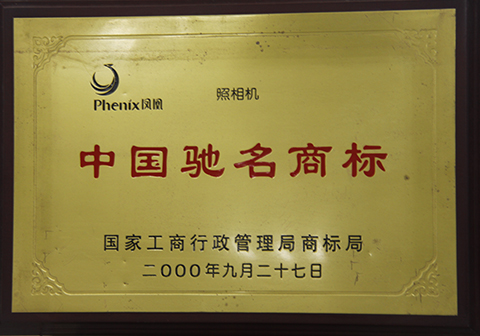 Phenix凤凰 照相机
中国驰名商标
国家工商行政管理局商标局
二000年九月二十七日